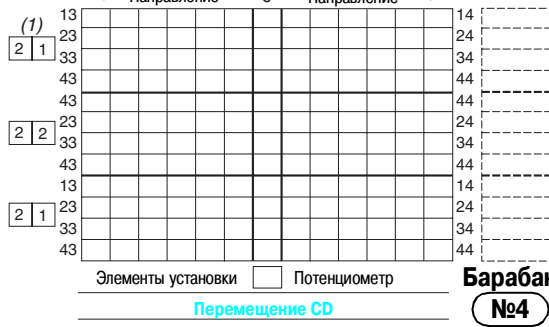 Направление Направление
13 14
(1) 24
2 1 23
33 34
43
43 44
23 24
2 2
33 34
43 44
13 14
2 1 23 24
33 34
43 44
Элементы установки Потенциометр Барабан
Перемещение CD №4